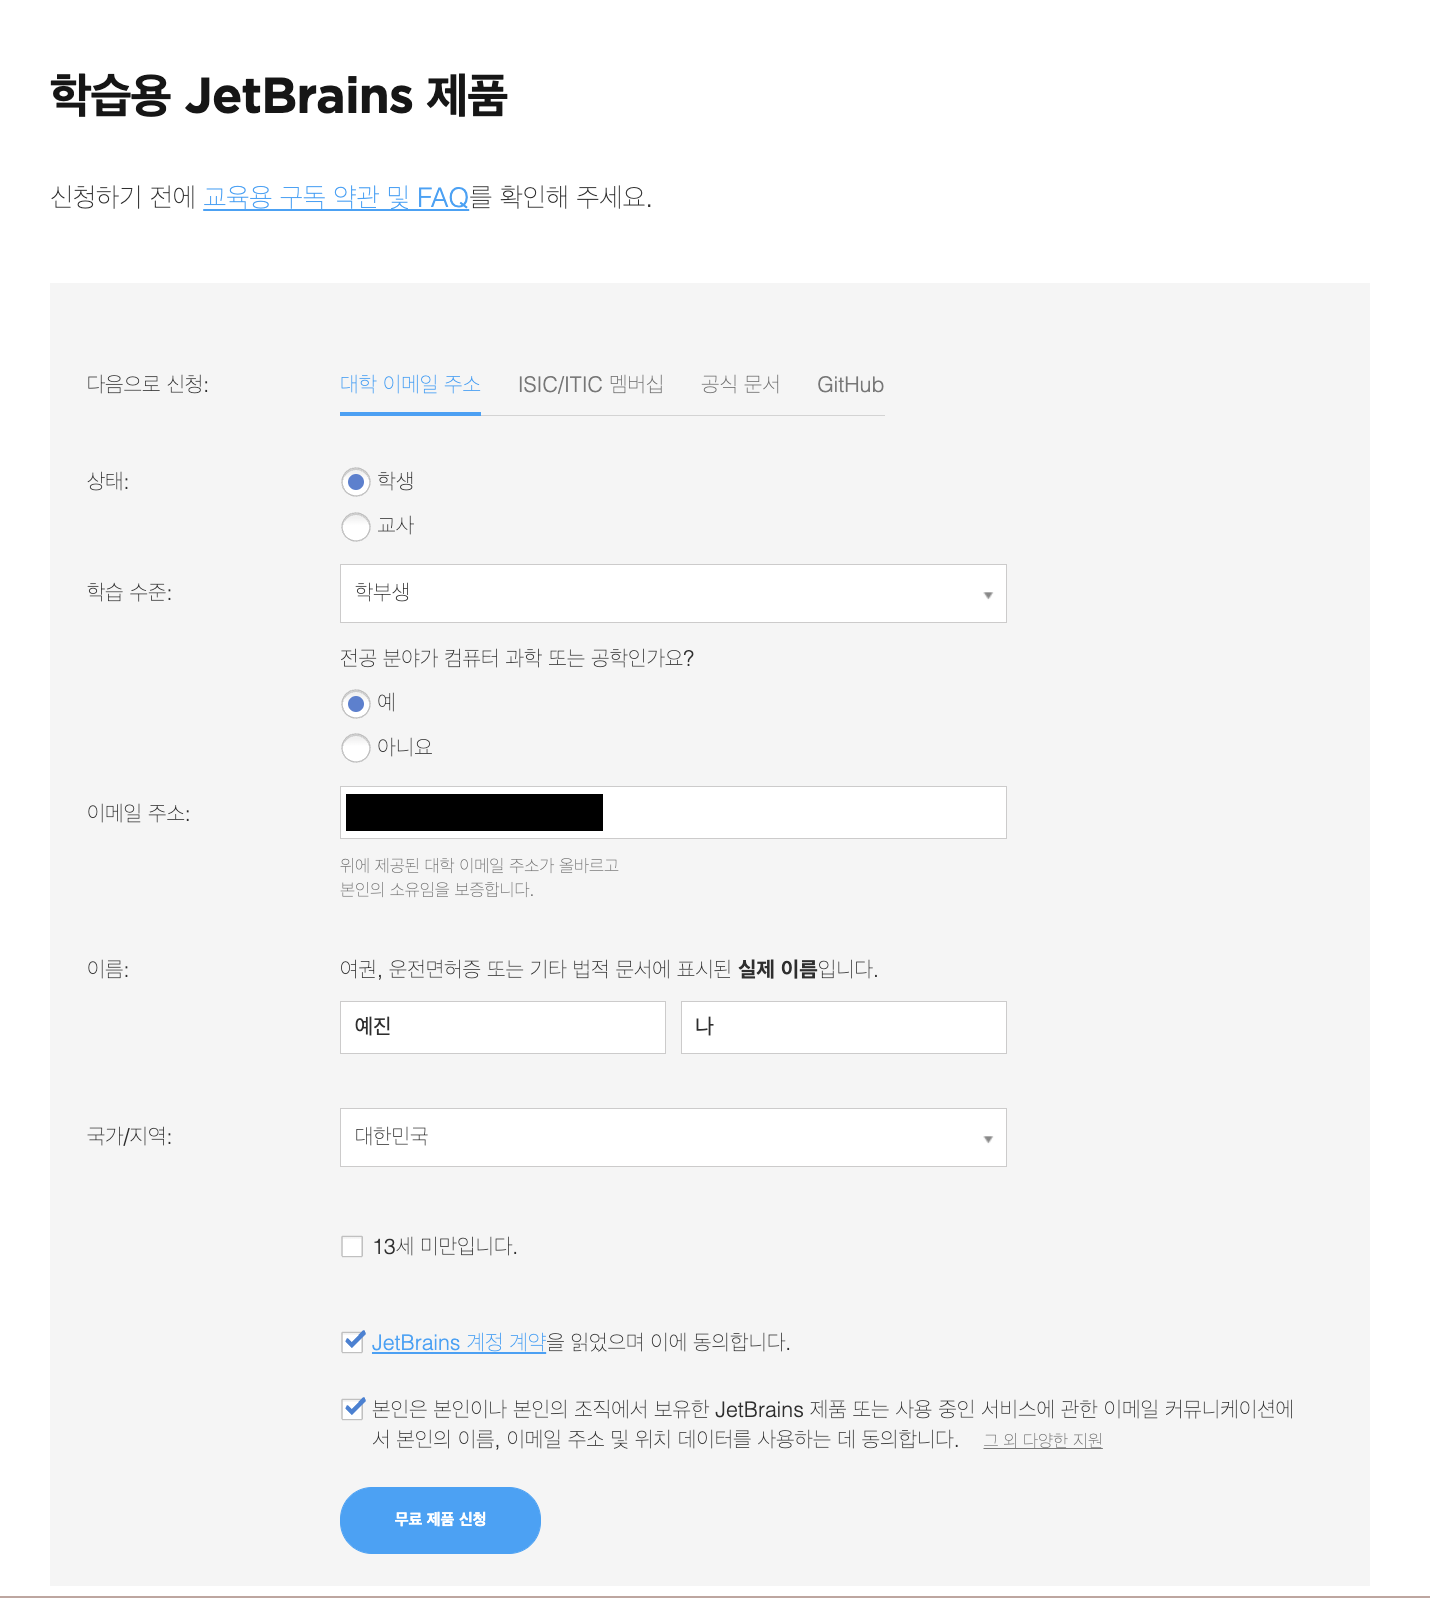 학습용 JetBrains 제품
신청하기 전에 교육용 구독 약관 및 FAQ를 확인해 주세요.
다음으로 신청: 대학 이메일 주소 ISIC/ITIC 멤버십 공식 문서 GitHub
상태: 학생
교사
학습 수준: 학부생
전공 분야가 컴퓨터 과학 또는 공학인가요?
예
아니요
이메일 주소:
위에 제공된 대학 이메일 주소가 올바르고
본인의 소유임을 보증합니다.
이름: 여권, 운전면허증 또는 기타 법적 문서에 표시된 실제 이름입니다.
예진 나
국가/지역: 대한민국
13세 미만입니다.
JetBrains 계정 계약을 읽었으며 이에 동의합니다.
본인은 본인이나 본인의 조직에서 보유한 JetBrains 제품 또는 사용 중인 서비스에 관한 이메일 커뮤니케이션에
서 본인의 이름, 이메일 주소 및 위치 데이터를 사용하는 데 동의합니다. 그 외 다양한 지원
무료 제품 신청